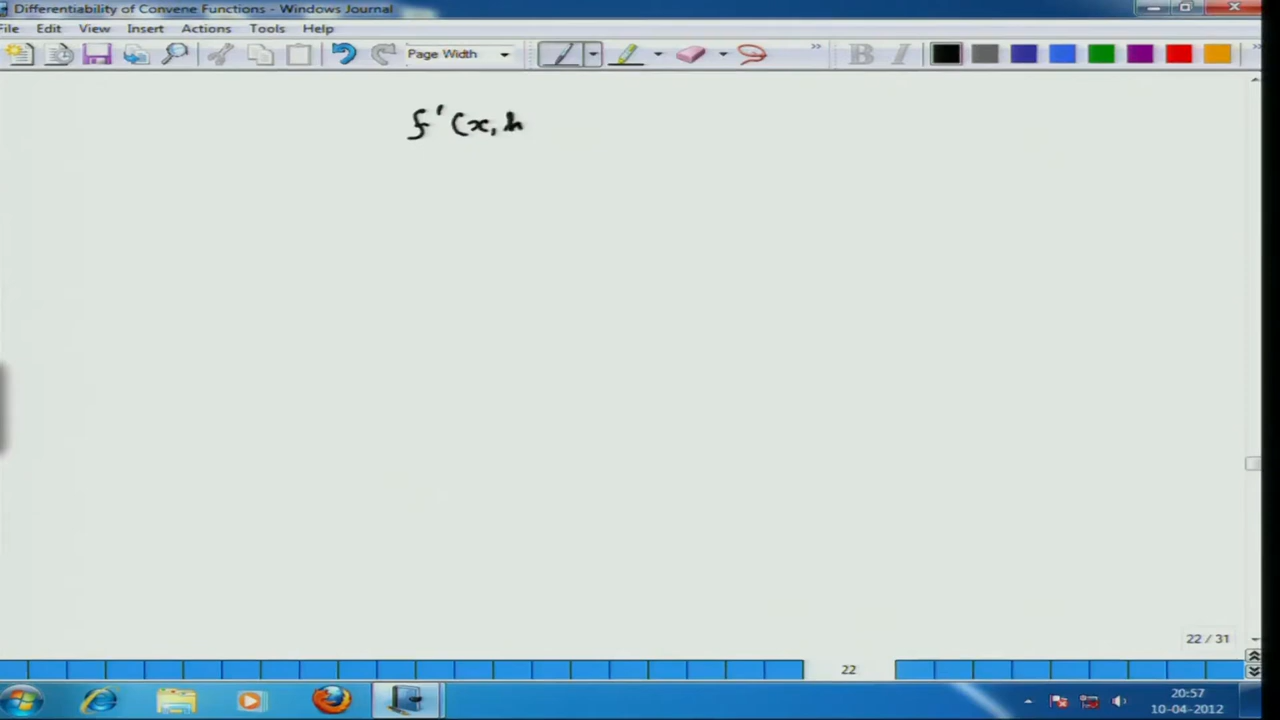 Differentiability of Convene Functions - Windows Journal
File Edit View Insert Actions Tools Help
Page Width B I
f'(x, h
22 / 31
22
20:57
10-04-2012